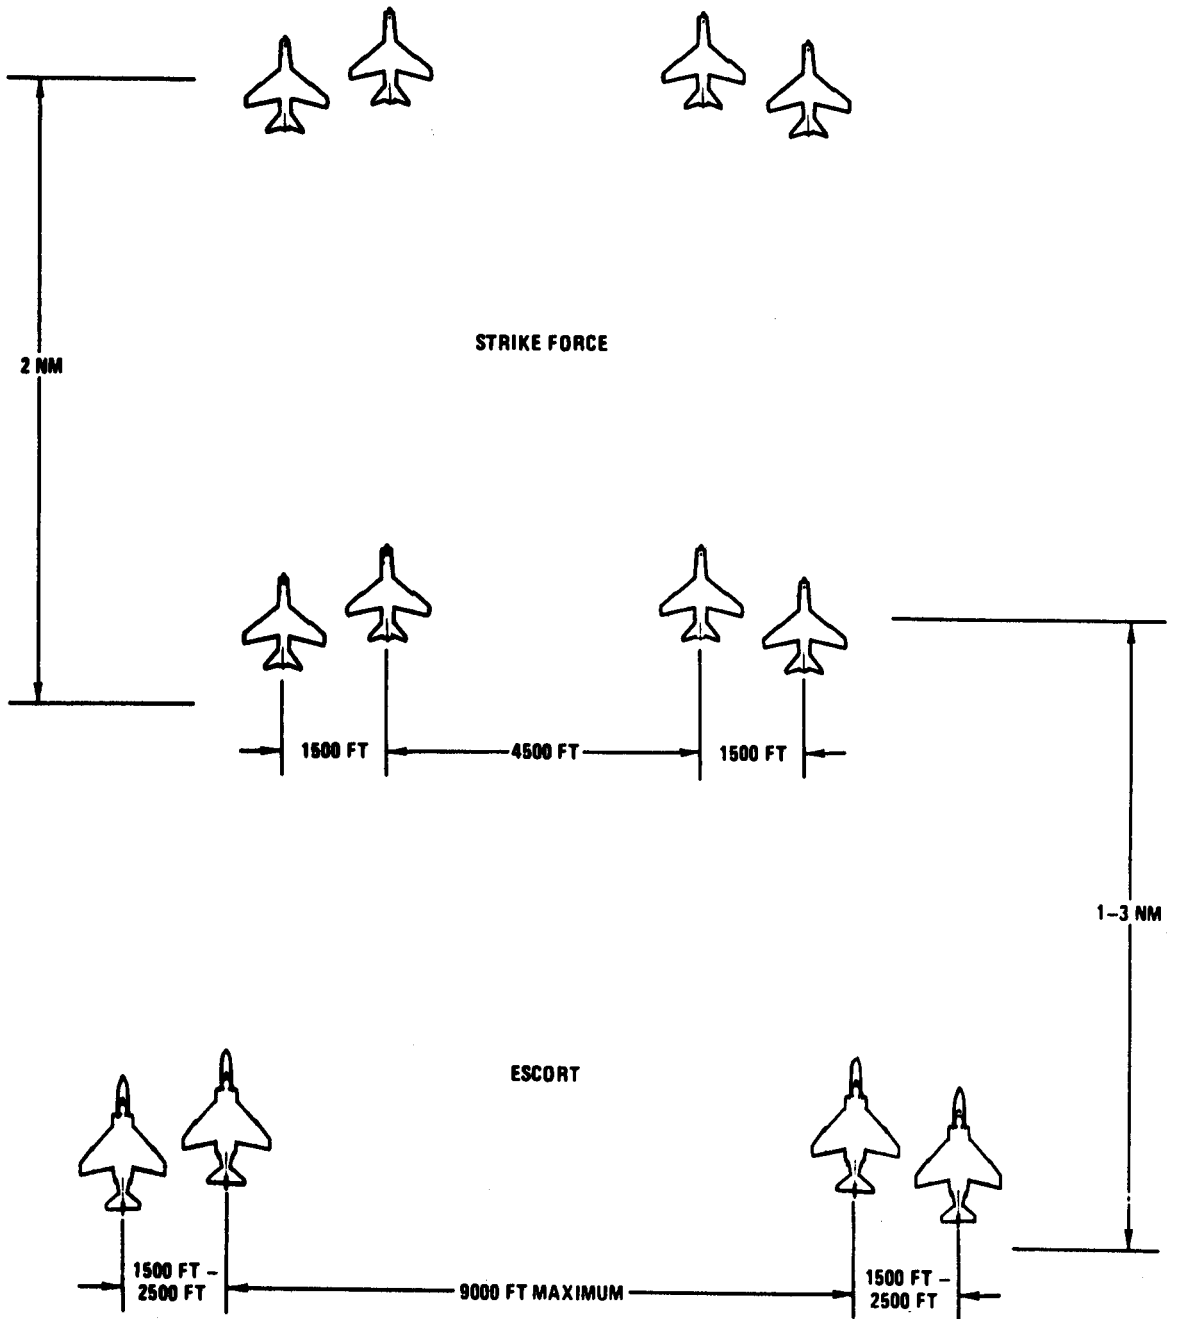 STRIKE FORCE
2 NM
1500 FT
4500 FT
1500 FT
1–3 NM
ESCORT
1500 FT –
2500 FT
9000 FT MAXIMUM
1500 FT –
2500 FT